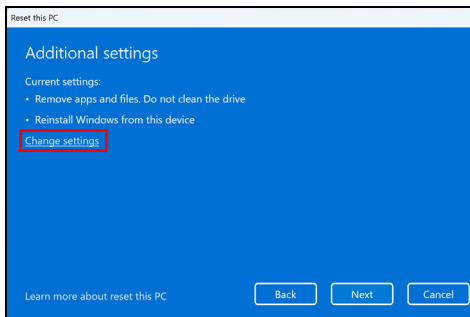 Reset this PC
Additional settings
Current settings:
• Remove apps and files. Do not clean the drive
• Reinstall Windows from this device
Change settings
Learn more about reset this PC
Back
Next
Cancel